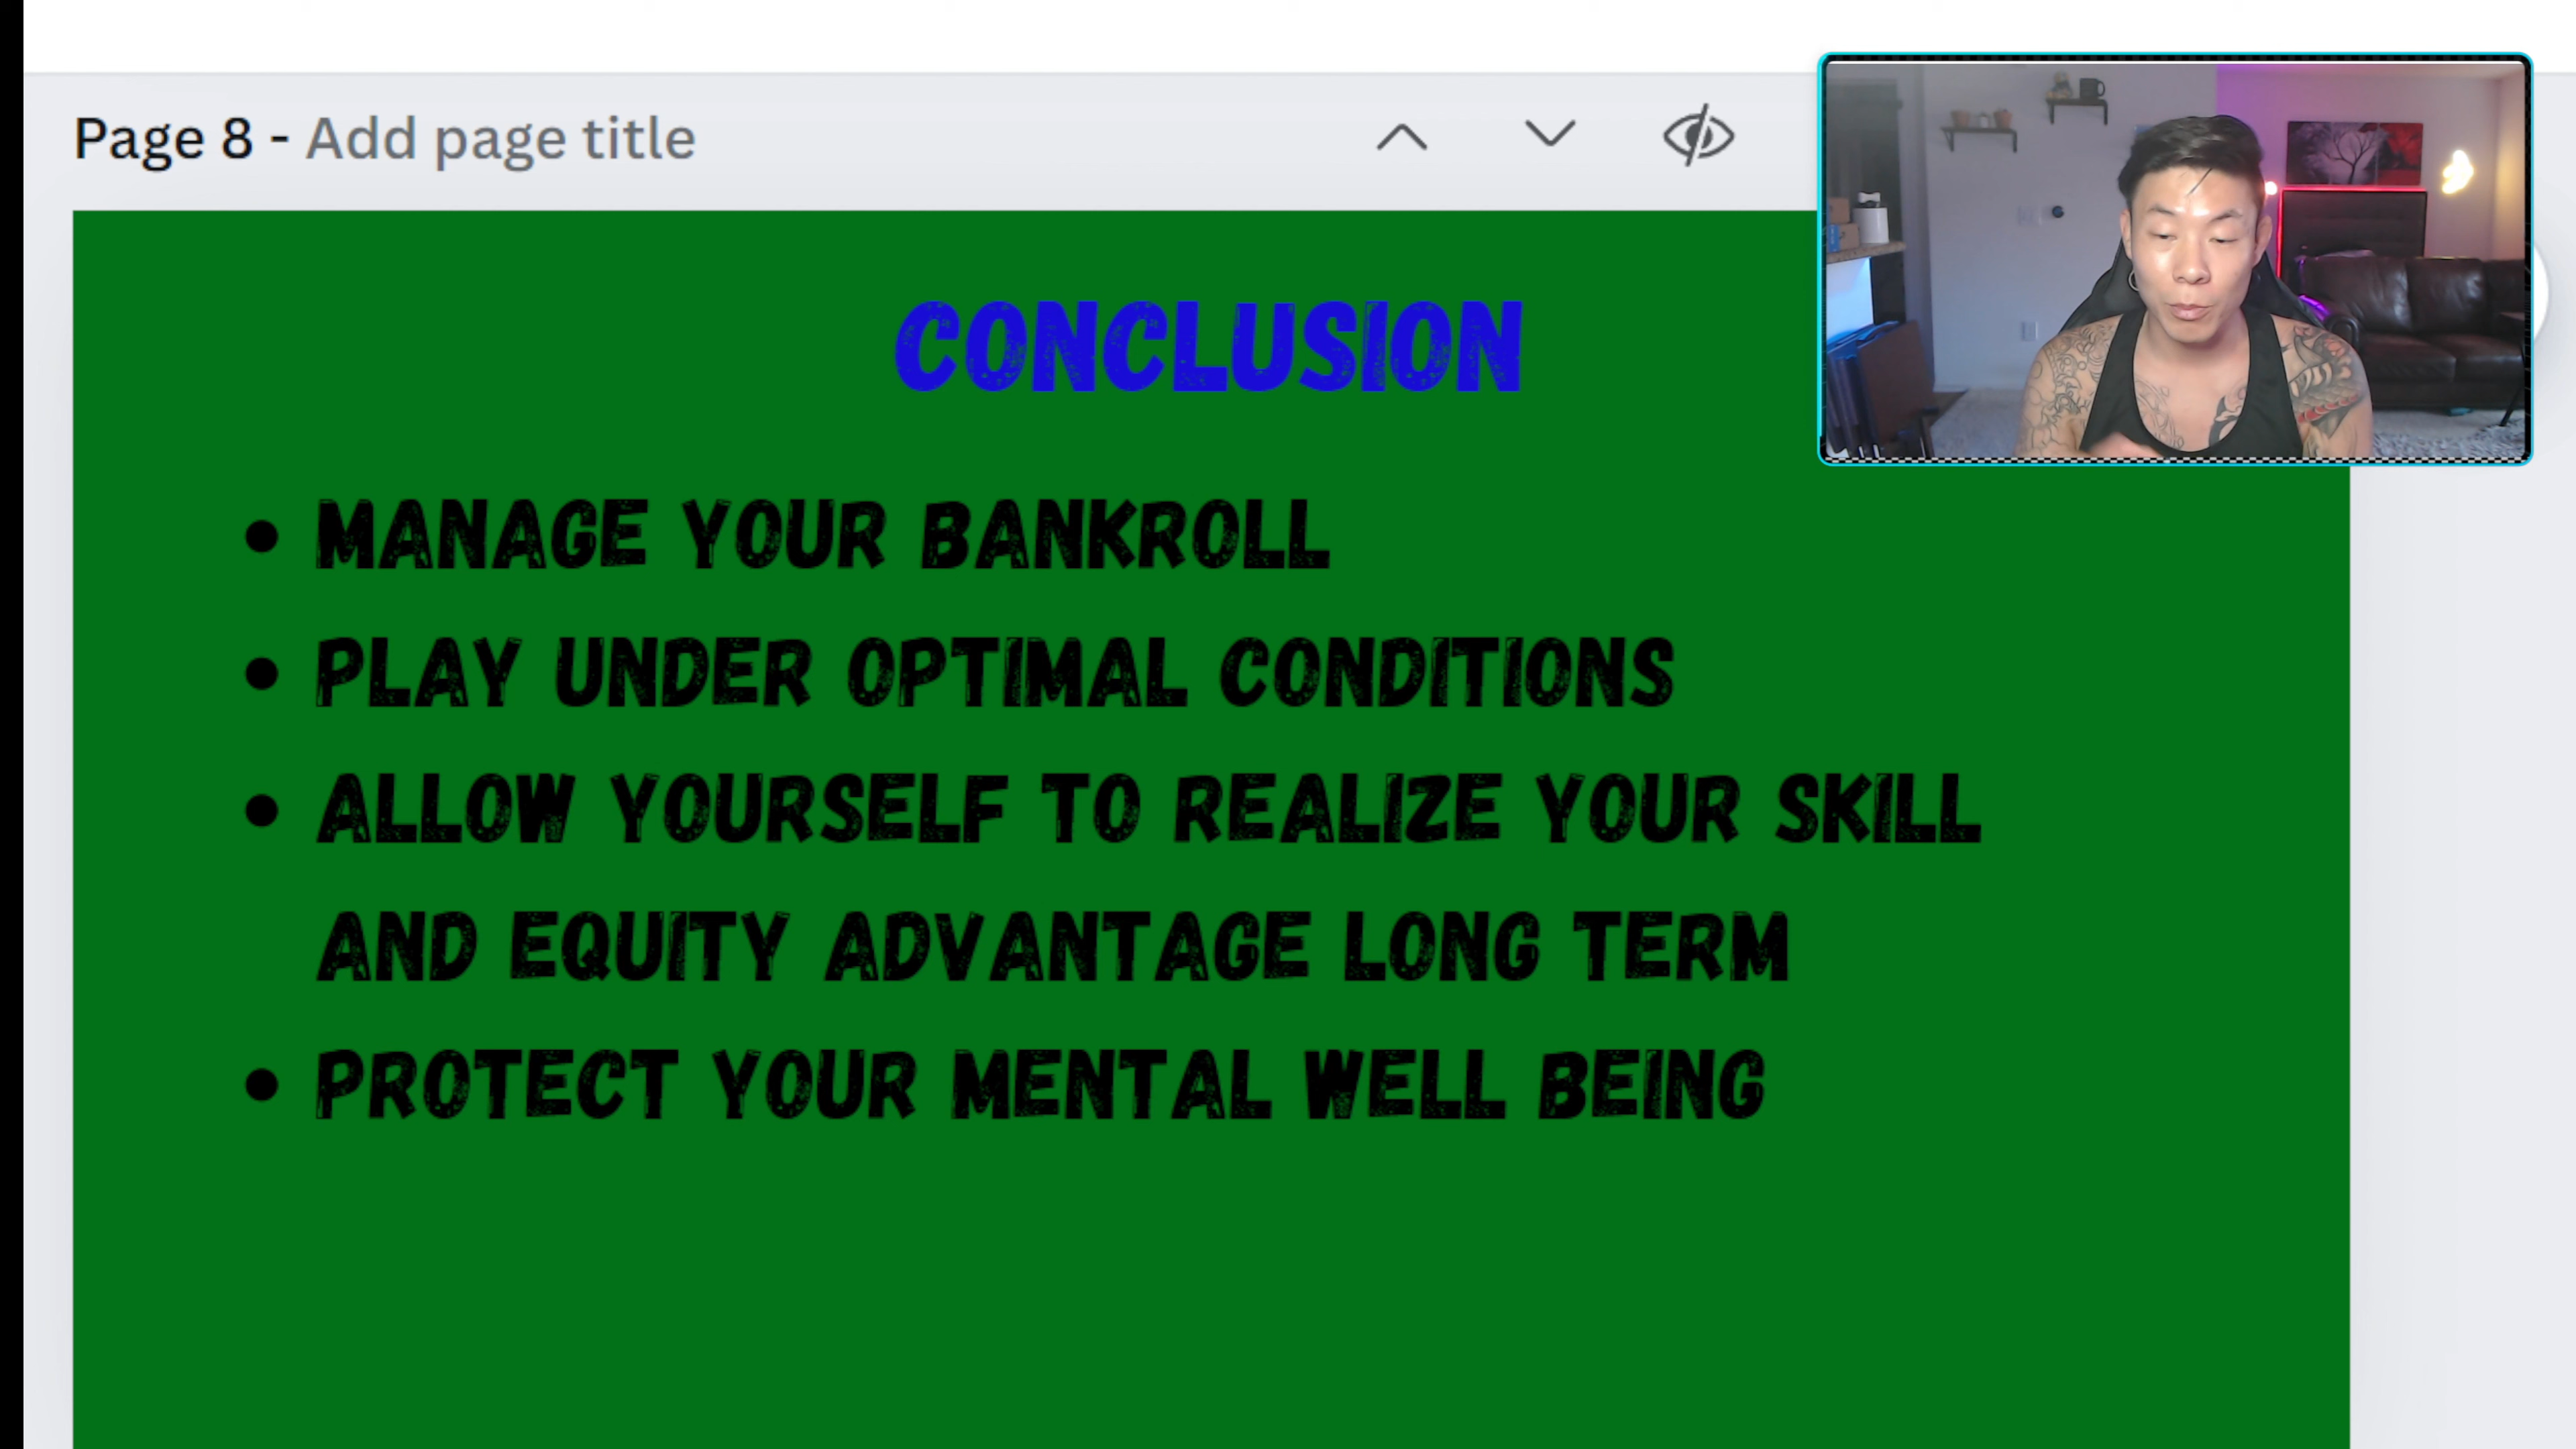 Page 8 - Add page title
CONCLUSION
• MANAGE YOUR BANKROLL
• PLAY UNDER OPTIMAL CONDITIONS
• ALLOW YOURSELF TO REALIZE YOUR SKILL
AND EQUITY ADVANTAGE LONG TERM
• PROTECT YOUR MENTAL WELL BEING